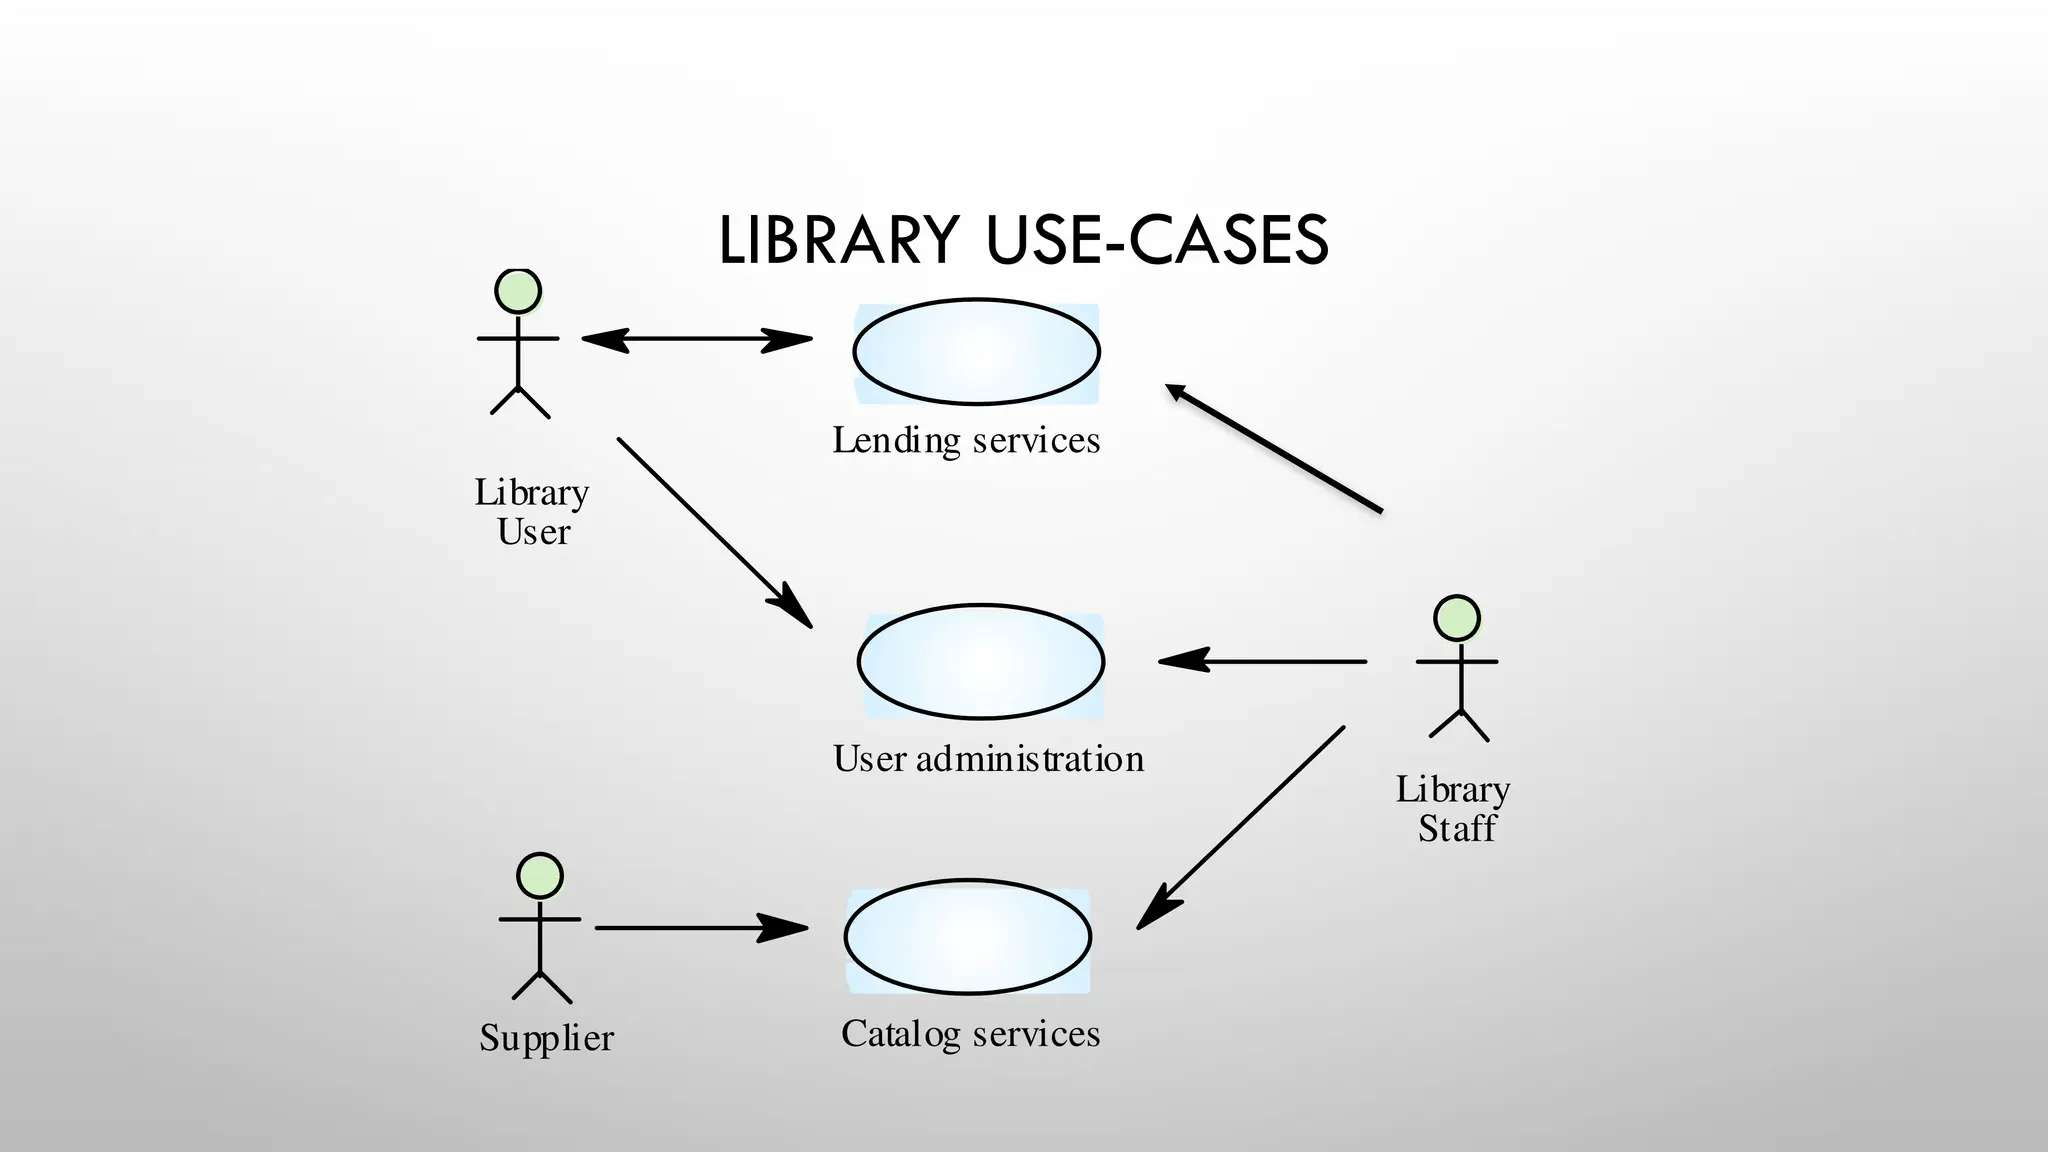 LIBRARY USE-CASES
Lending services
Library
User
User administration
Library
Staff
Supplier
Catalog services